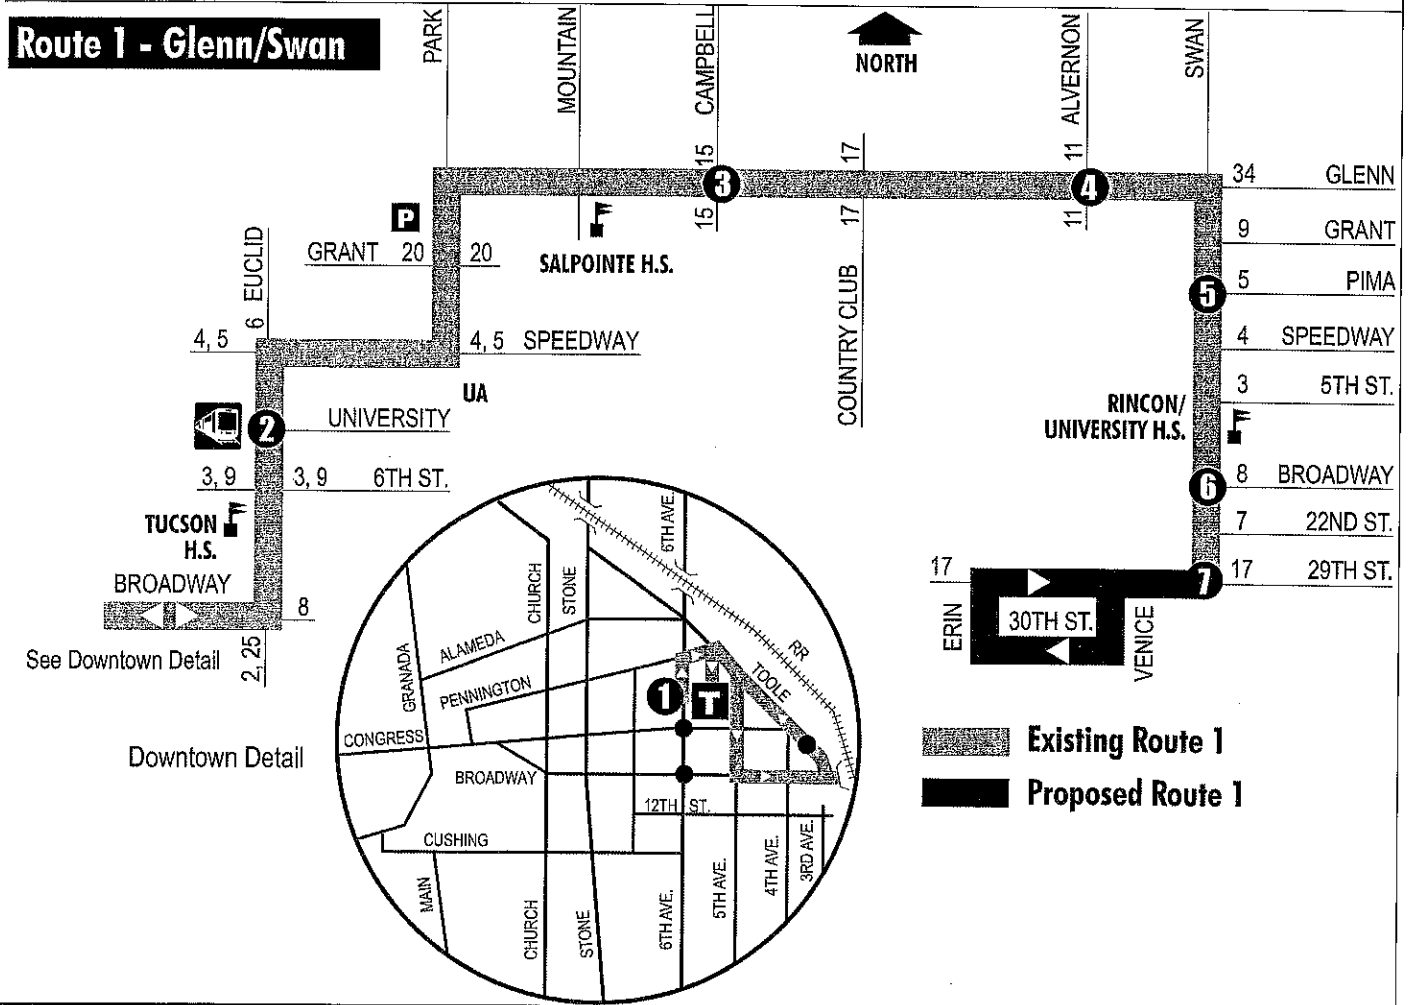 Route 1 - Glenn/Swan
PARK
MOUNTAIN
CAMPBELL
NORTH
ALVERNON
SWAN
15
17
11
3
4
34 GLENN
P
15
17
11
9 GRANT
GRANT 20
20
SALPOINTE H.S.
6 EUCLID
COUNTRY CLUB
5
5 PIMA
4, 5
4, 5 SPEEDWAY
4 SPEEDWAY
UA
3 5TH ST.
RINCON/
UNIVERSITY H.S.
2
UNIVERSITY
3, 9
3, 9 6TH ST.
6
8 BROADWAY
TUCSON
H.S.
7 22ND ST.
BROADWAY
8
17
7
17 29TH ST.
ERIN
30TH ST.
VENICE
See Downtown Detail
2, 25
Downtown Detail
6TH AVE.
CHURCH
STONE
RR
ALAMEDA
GRANADA
PENNINGTON
TOOLE
1
T
CONGRESS
BROADWAY
12TH ST.
CUSHING
MAIN
CHURCH
STONE
6TH AVE.
5TH AVE.
4TH AVE.
3RD AVE.
Existing Route 1
Proposed Route 1